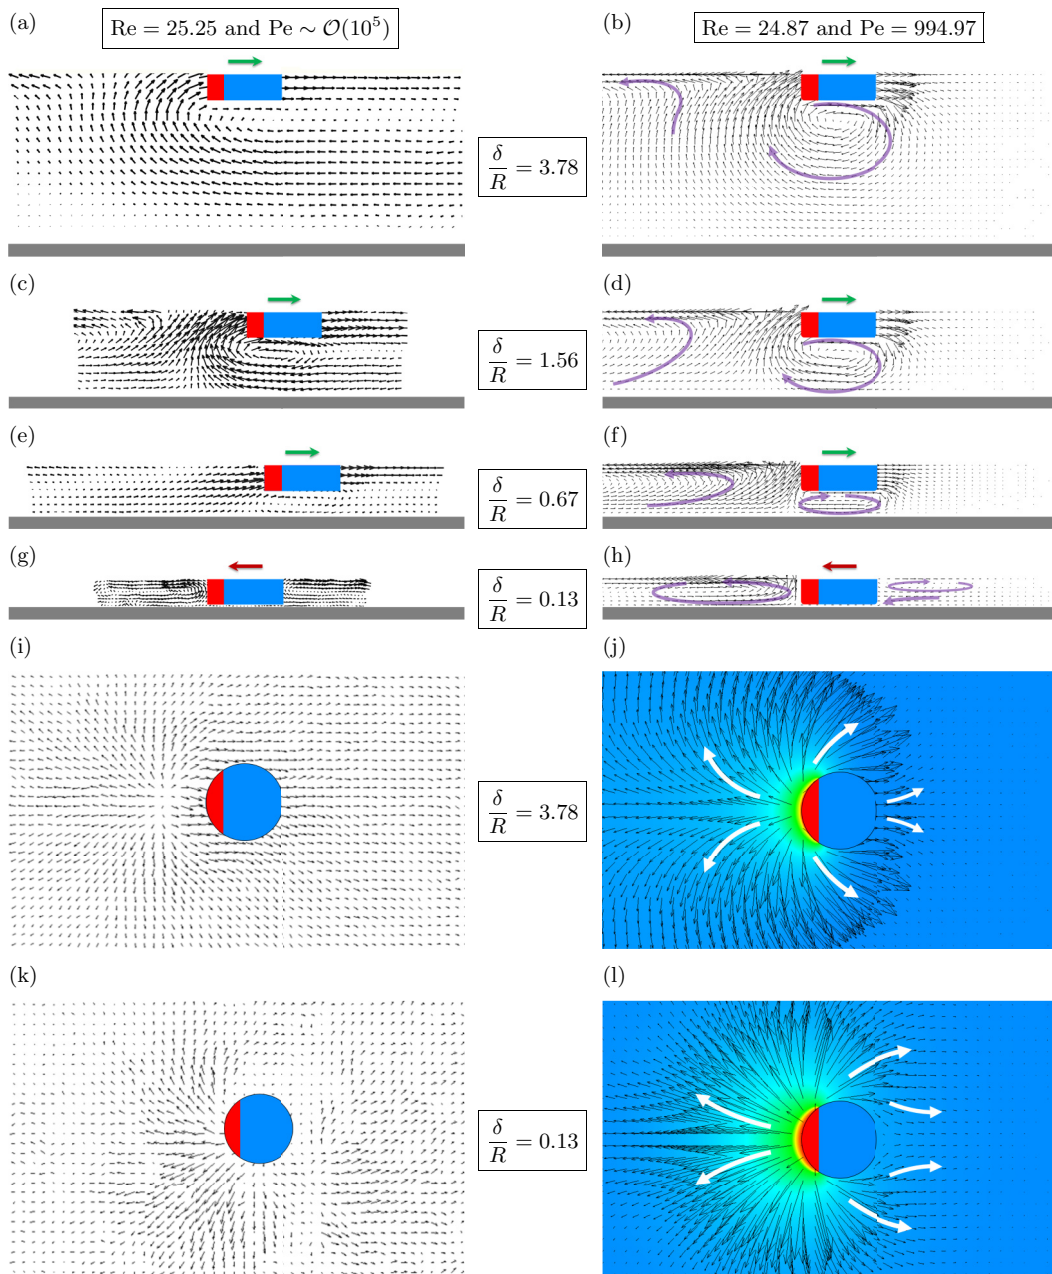 (a)
Re = 25.25 and Pe ∼ 𝒪(10⁵)
(b)
Re = 24.87 and Pe = 994.97
δ/R = 3.78
(c)
(d)
δ/R = 1.56
(e)
(f)
δ/R = 0.67
(g)
(h)
δ/R = 0.13
(i)
(j)
δ/R = 3.78
(k)
(l)
δ/R = 0.13